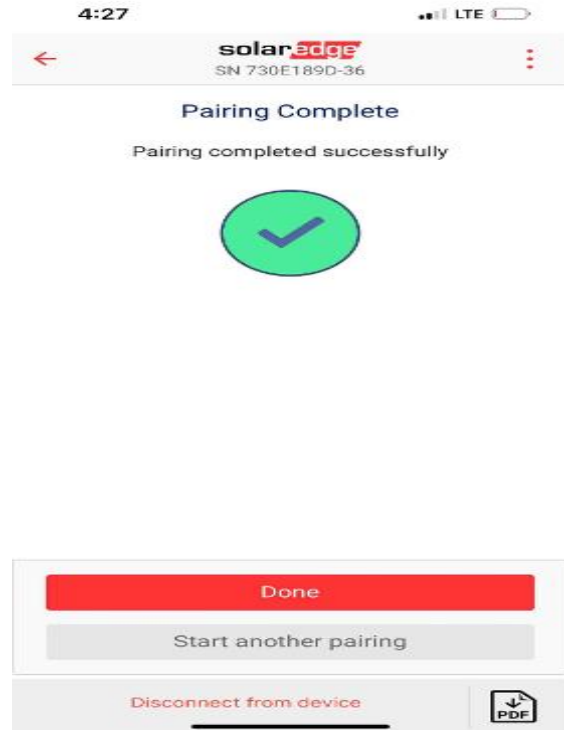 4:27 LTE
solaredge
SN 730E189D-36
Pairing Complete
Pairing completed successfully
Done
Start another pairing
Disconnect from device
PDF